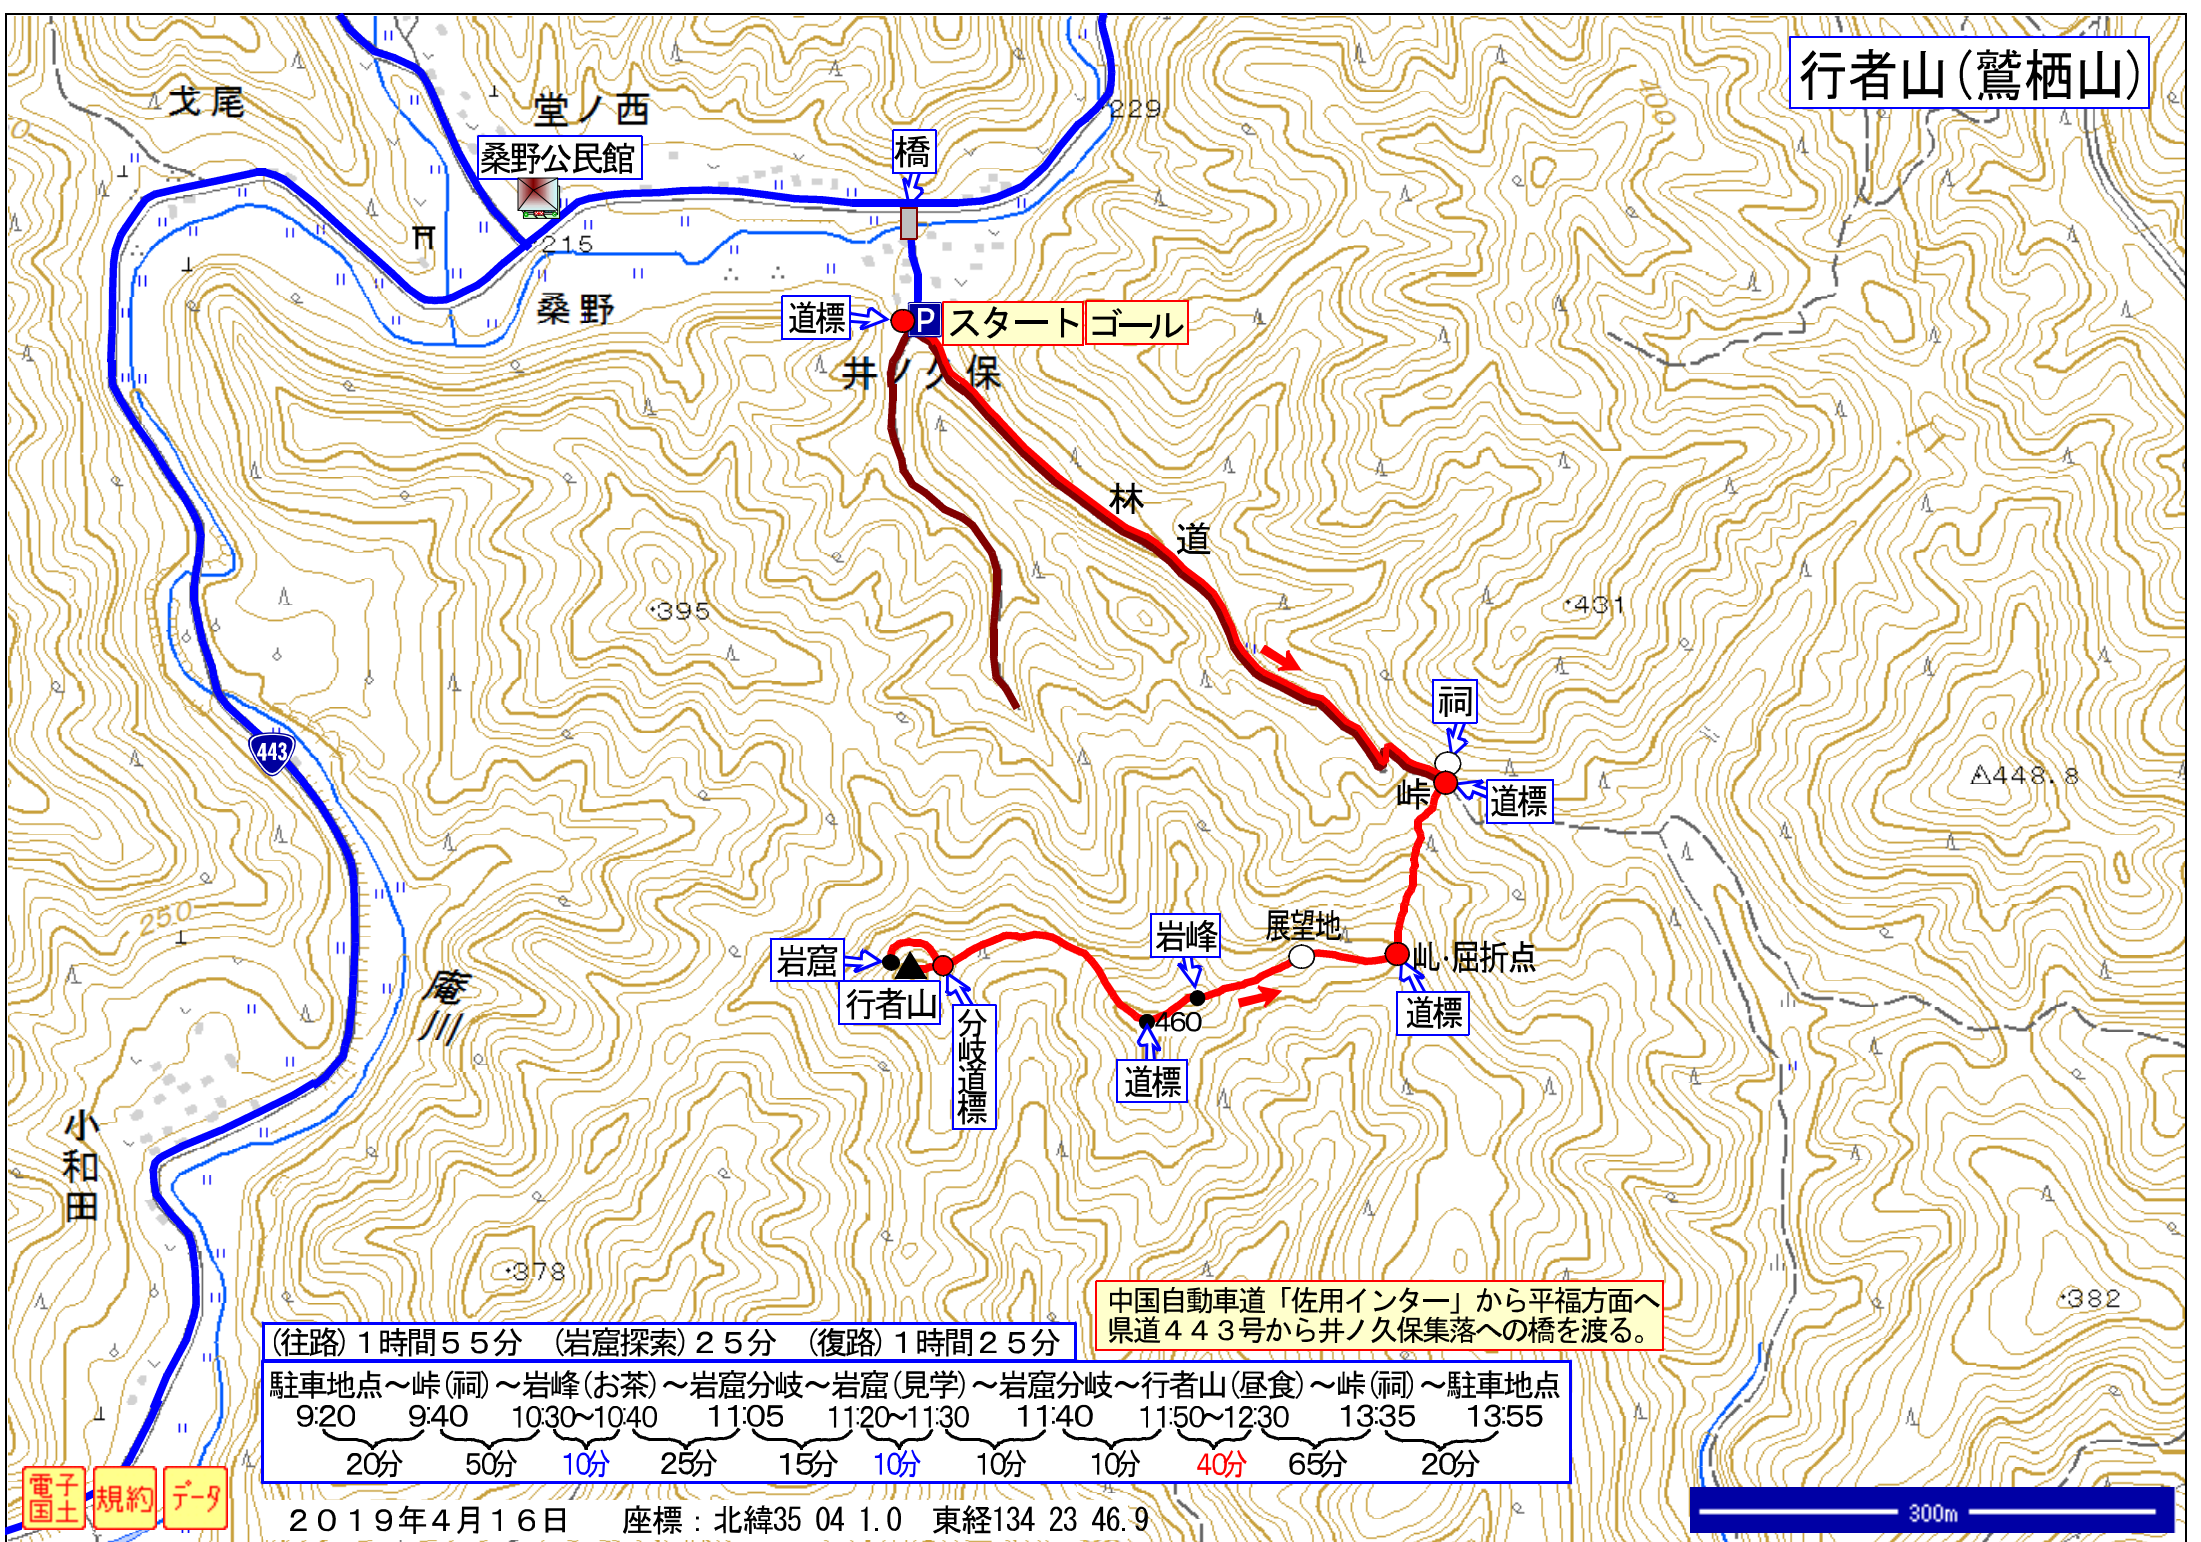 行者山(鷲栖山)
戈尾
堂ノ西
229
400
0
桑野公民館
橋
215
桑野
道標
P
スタート
ゴール
井ノ久保
林道
395
431
祠
443
448.8
峠
道標
250
岩峰
展望地
岩窟
行者山
乢・屈折点
道標
庵川
分岐道標
460
道標
小和田
378
382
中国自動車道「佐用インター」から平福方面へ
県道443号から井ノ久保集落への橋を渡る。
(往路)1時間55分 (岩窟探索)25分 (復路)1時間25分
駐車地点～峠(祠)～岩峰(お茶)～岩窟分岐～岩窟(見学)～岩窟分岐～行者山(昼食)～峠(祠)～駐車地点
9:20 9:40 10:30～10:40 11:05 11:20～11:30 11:40 11:50～12:30 13:35 13:55
20分 50分 10分 25分 15分 10分 10分 10分 40分 65分 20分
電子国土
規約
データ
2019年4月16日 座標：北緯35 04 1.0 東経134 23 46.9
300m